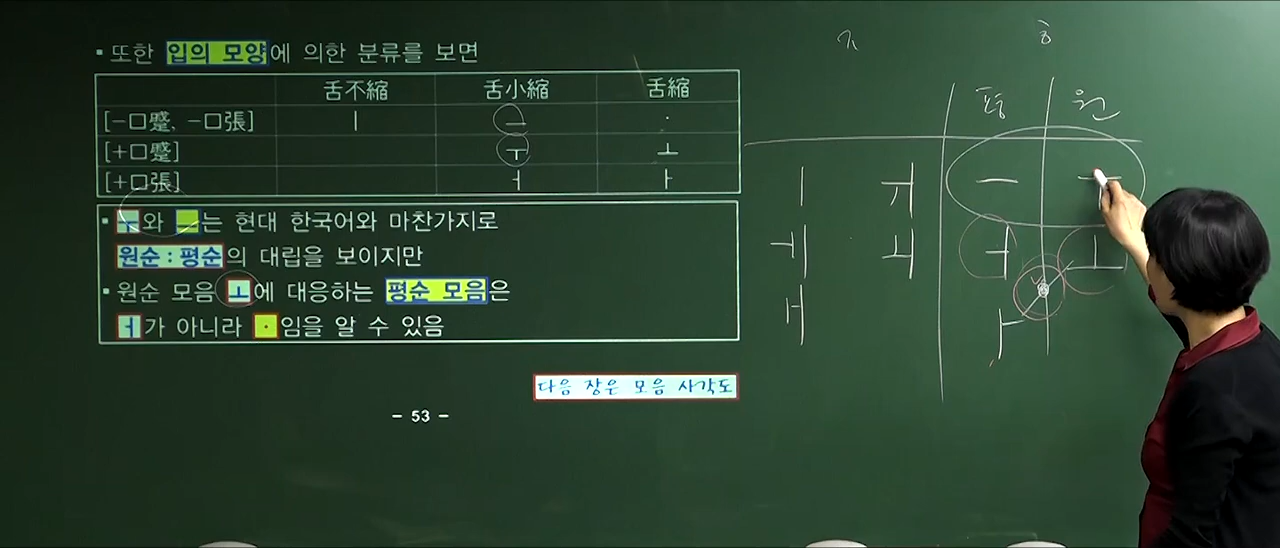 ▪ 또한 입의 모양에 의한 분류를 보면
舌不縮 舌小縮 舌縮
[-口蹙, -口張] ㅣ ㅡ ·
[+口蹙] ㅜ ㅗ
[+口張] ㅓ ㅏ
▪ ㅜ와 ㅡ는 현대 한국어와 마찬가지로
원순 : 평순의 대립을 보이지만
▪ 원순 모음 ㅗ에 대응하는 평순 모음은
ㅓ가 아니라 ·임을 알 수 있음
다음 장은 모음 사각도
- 53 -
ㅈ ㅎ
평 원
ㅣ ㅟ ㅡ ㅜ
ㅔ ㅚ ㅓ ㅗ
ㅐ ㅏ